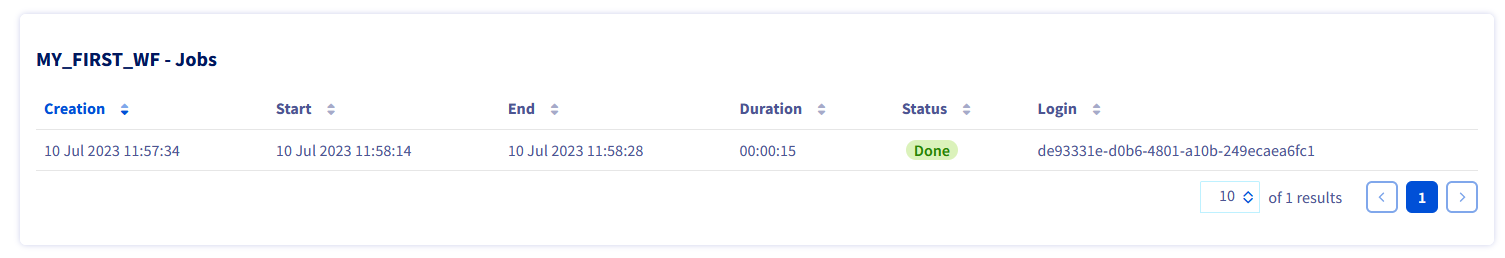 MY_FIRST_WF - Jobs
Creation Start End Duration Status Login
10 Jul 2023 11:57:34 10 Jul 2023 11:58:14 10 Jul 2023 11:58:28 00:00:15 Done de93331e-d0b6-4801-a10b-249ecaea6fc1
10 of 1 results 1